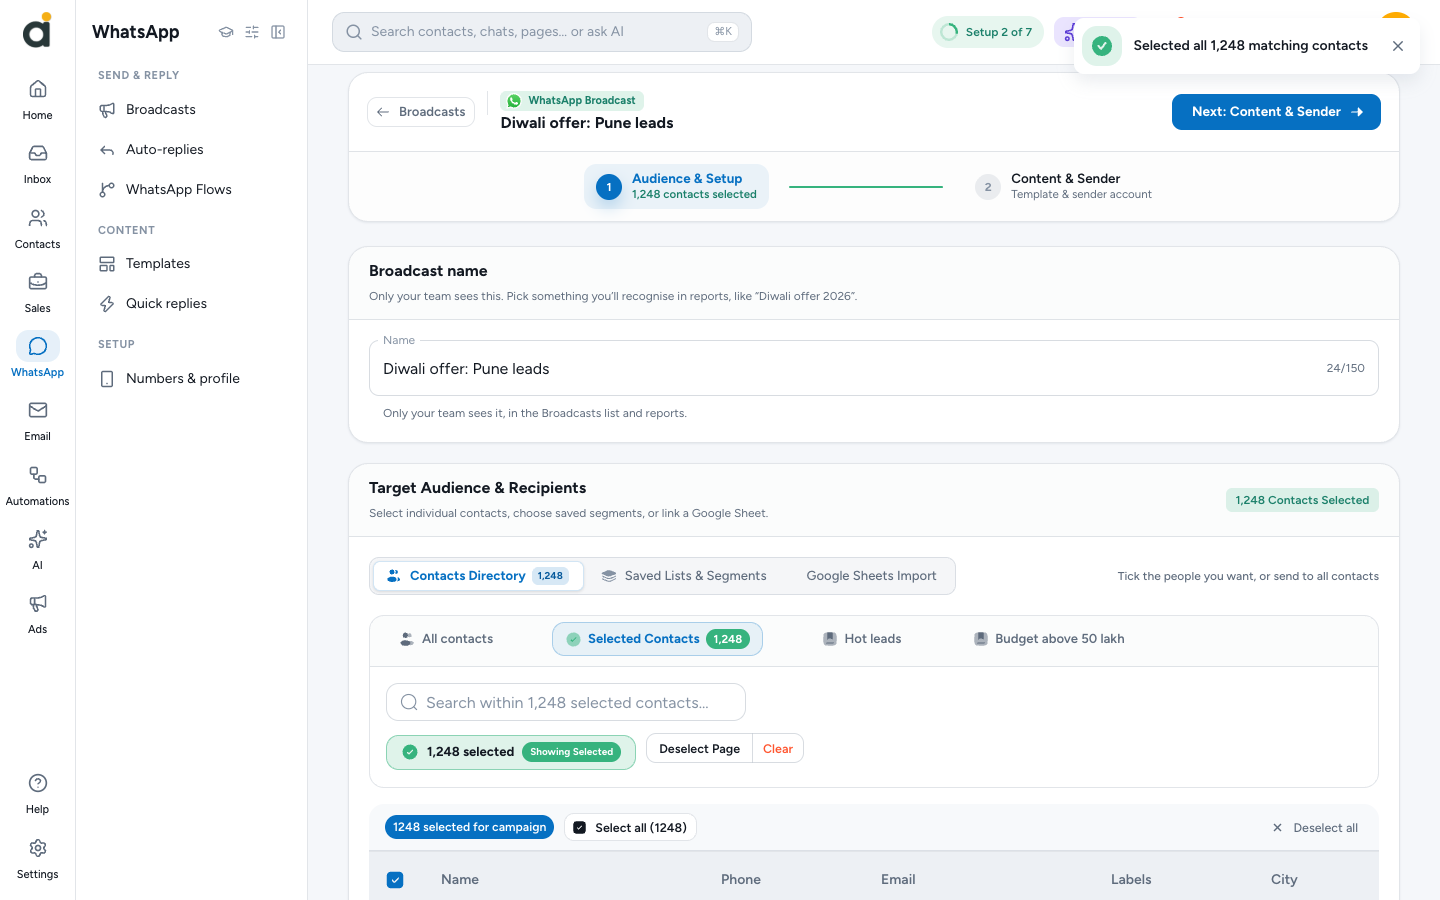 WhatsApp
Search contacts, chats, pages... or ask AI
⌘K
Setup 2 of 7
Selected all 1,248 matching contacts
Home
Inbox
Contacts
Sales
WhatsApp
Email
Automations
AI
Ads
Help
Settings
SEND & REPLY
Broadcasts
Auto-replies
WhatsApp Flows
CONTENT
Templates
Quick replies
SETUP
Numbers & profile
Broadcasts
WhatsApp Broadcast
Diwali offer: Pune leads
Next: Content & Sender
1
Audience & Setup
1,248 contacts selected
2
Content & Sender
Template & sender account
Broadcast name
Only your team sees this. Pick something you'll recognise in reports, like “Diwali offer 2026”.
Name
Diwali offer: Pune leads
24/150
Only your team sees it, in the Broadcasts list and reports.
Target Audience & Recipients
Select individual contacts, choose saved segments, or link a Google Sheet.
1,248 Contacts Selected
Contacts Directory 1,248
Saved Lists & Segments
Google Sheets Import
Tick the people you want, or send to all contacts
All contacts
Selected Contacts 1,248
Hot leads
Budget above 50 lakh
Search within 1,248 selected contacts...
1,248 selected Showing Selected
Deselect Page
Clear
1248 selected for campaign
Select all (1248)
Deselect all
Name Phone Email Labels City